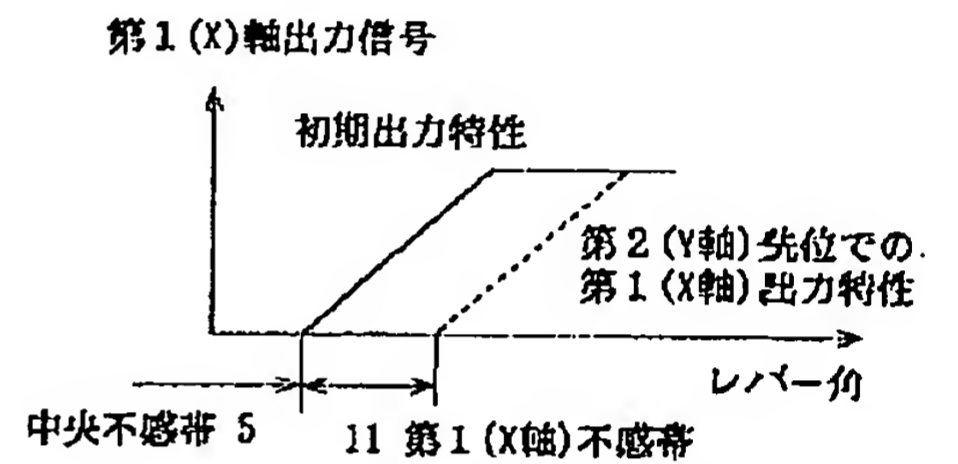 第1(X)軸出力信号
初期出力特性
第2(Y軸)先位での
第1(X軸)出力特性
レバー角
中央不感帯 5
11 第1(X軸)不感帯